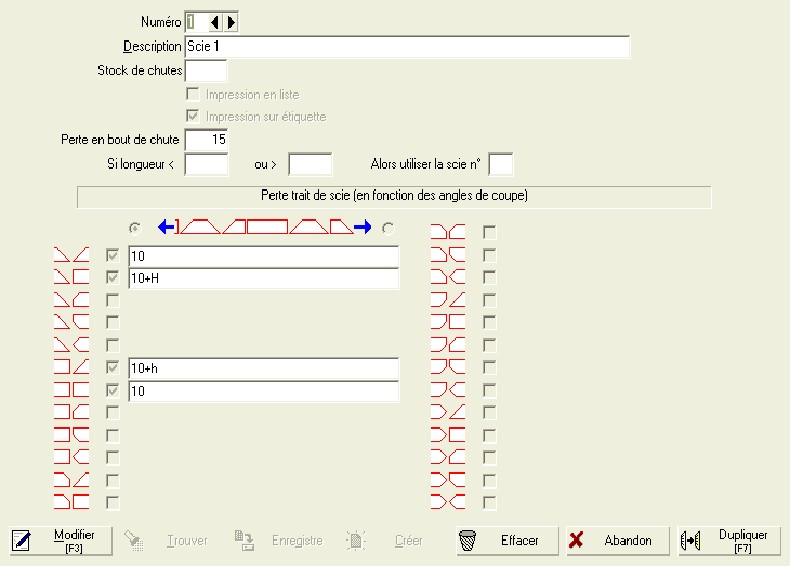 Numéro 1
Description Scie 1
Stock de chutes
Impression en liste
Impression sur étiquette
Perte en bout de chute 15
Si longueur < ou > Alors utiliser la scie n°
Perte trait de scie (en fonction des angles de coupe)
10
10+H
10+h
10
Modifier [F3] Trouver Enregistre Créer Effacer Abandon Dupliquer [F7]